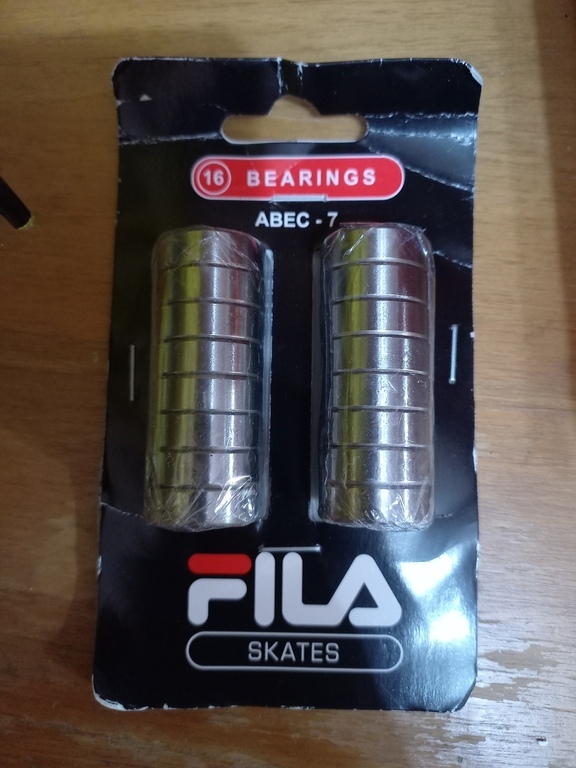 16 BEARINGS
ABEC - 7
FILA
SKATES